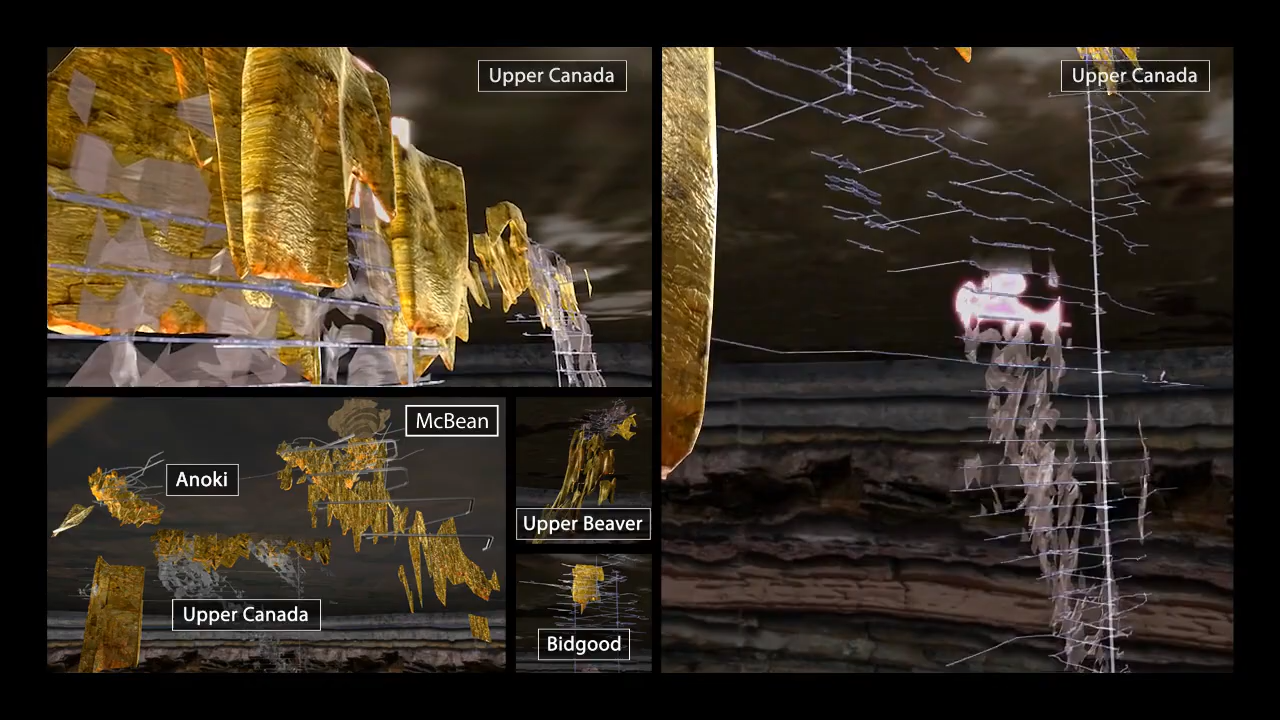 Upper Canada
Upper Canada
McBean
Anoki
Upper Canada
Upper Beaver
Bidgood